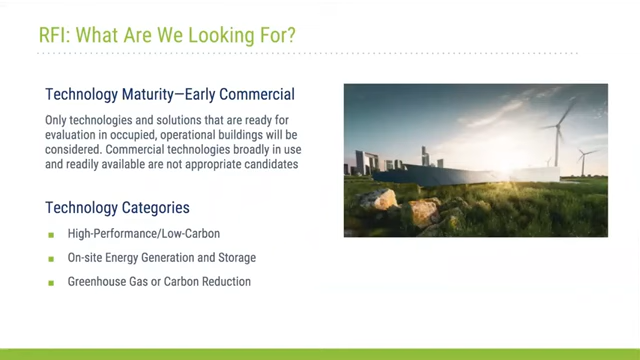 RFI: What Are We Looking For?
Technology Maturity—Early Commercial
Only technologies and solutions that are ready for
evaluation in occupied, operational buildings will be
considered. Commercial technologies broadly in use
and readily available are not appropriate candidates
Technology Categories
High-Performance/Low-Carbon
On-site Energy Generation and Storage
Greenhouse Gas or Carbon Reduction